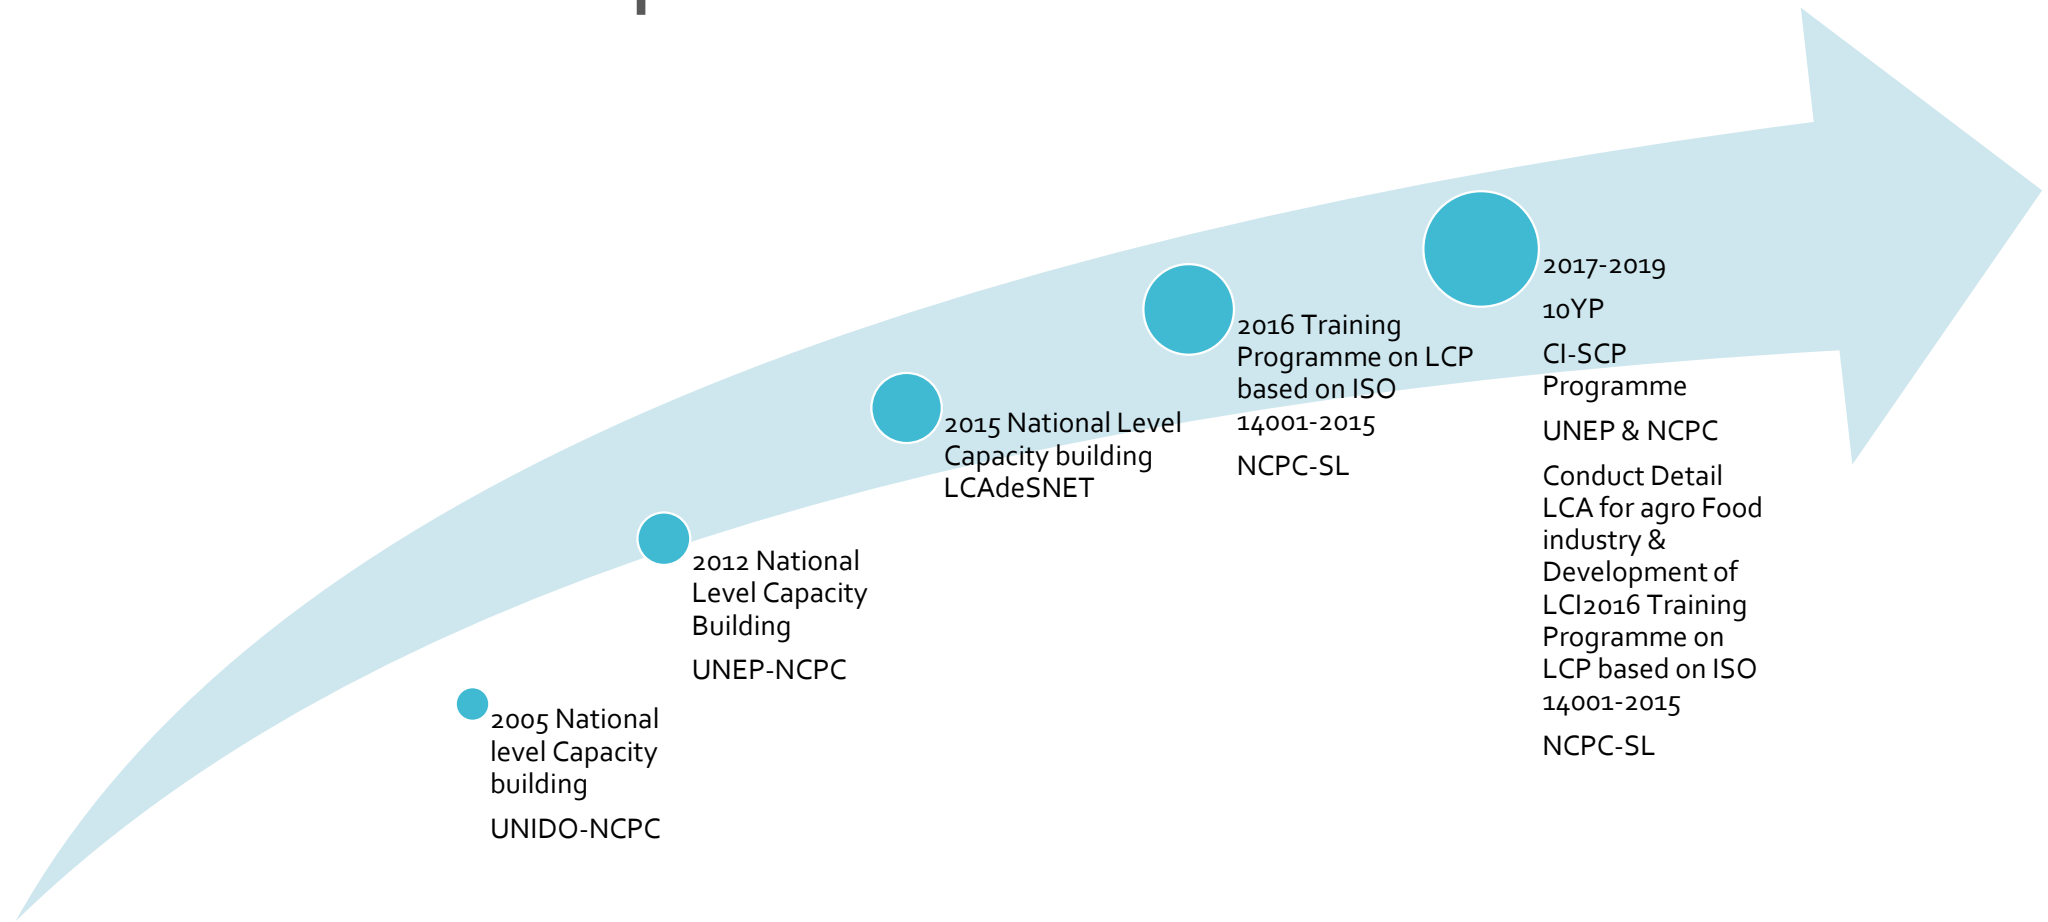 2005 National
level Capacity
building
UNIDO-NCPC
2012 National
Level Capacity
Building
UNEP-NCPC
2015 National Level
Capacity building
LCAdeSNET
2016 Training
Programme on LCP
based on ISO
14001-2015
NCPC-SL
2017-2019
10YP
CI-SCP
Programme
UNEP & NCPC
Conduct Detail
LCA for agro Food
industry &
Development of
LCI2016 Training
Programme on
LCP based on ISO
14001-2015
NCPC-SL